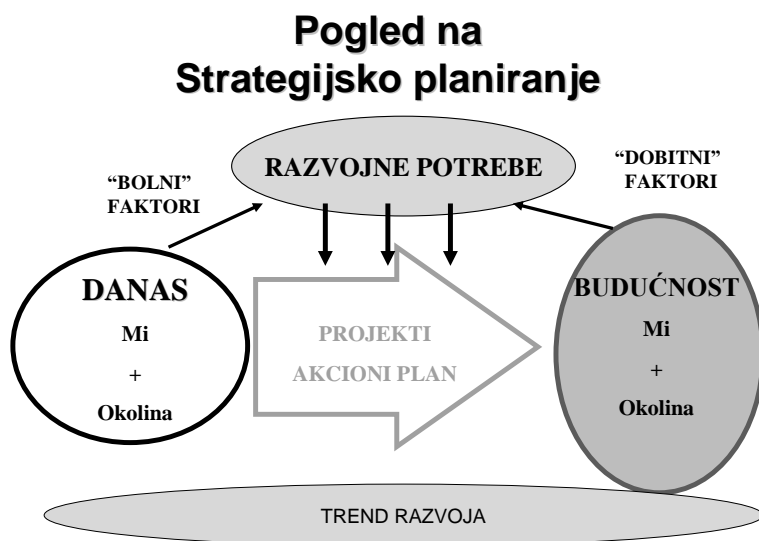 Pogled na
Strategijsko planiranje
RAZVOJNE POTREBE
“BOLNI”
FAKTORI
“DOBITNI”
FAKTORI
DANAS
Mi
+
Okolina
PROJEKTI
AKCIONI PLAN
BUDUĆNOST
Mi
+
Okolina
TREND RAZVOJA